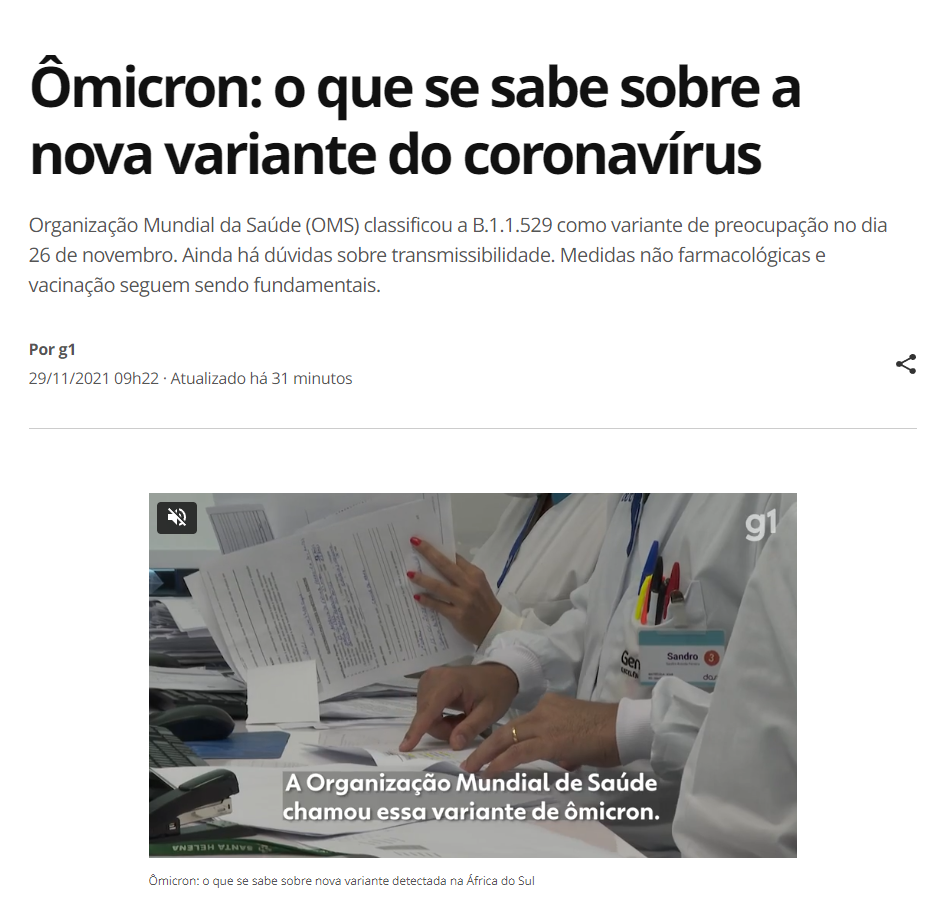 Ômicron: o que se sabe sobre a
nova variante do coronavírus
Organização Mundial da Saúde (OMS) classificou a B.1.1.529 como variante de preocupação no dia
26 de novembro. Ainda há dúvidas sobre transmissibilidade. Medidas não farmacológicas e
vacinação seguem sendo fundamentais.
Por g1
29/11/2021 09h22 · Atualizado há 31 minutos
g1
Sandro
3
Gen
A Organização Mundial de Saúde
chamou essa variante de ômicron.
SANTA HELENA
Ômicron: o que se sabe sobre nova variante detectada na África do Sul